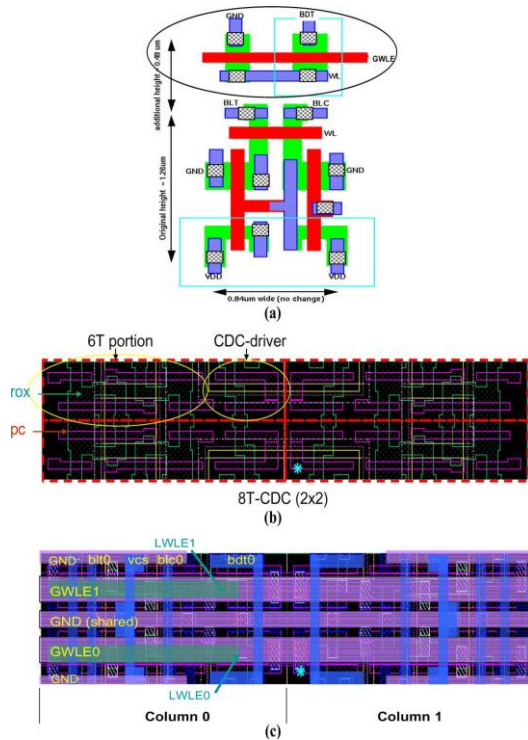 GND
BDT
GWLE
WL
additional height ~ 0.49 um
BLT
BLC
WL
GND
GND
Original height ~ 1.26um
VDD
VDD
0.84um wide (no change)
(a)
6T portion
CDC-driver
rox
pc
8T-CDC (2x2)
(b)
LWLE1
GND
blt0
vcs
blc0
bdt0
GWLE1
GND (shared)
GWLE0
GND
LWLE0
Column 0
Column 1
(c)